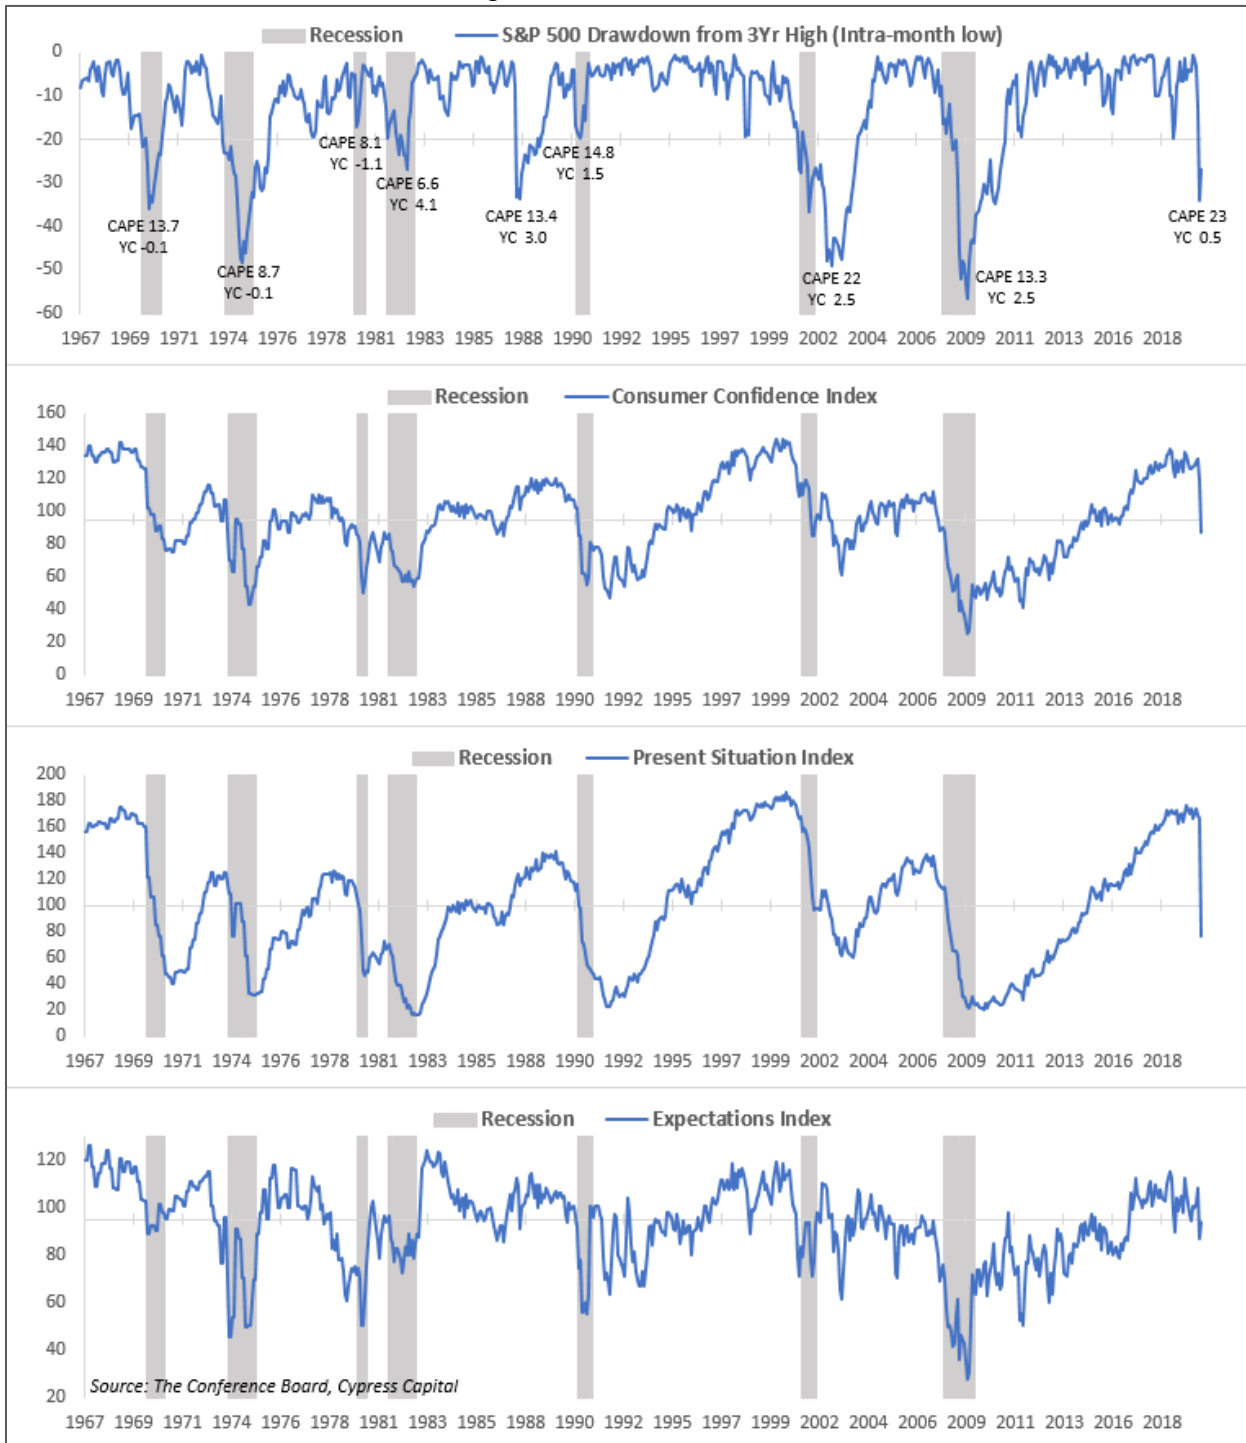 Recession S&P 500 Drawdown from 3Yr High (Intra-month low)
0
-10
-20
-30
-40
-50
-60
CAPE 13.7
YC -0.1
CAPE 8.7
YC -0.1
CAPE 8.1
YC -1.1
CAPE 6.6
YC 4.1
CAPE 13.4
YC 3.0
CAPE 14.8
YC 1.5
CAPE 22
YC 2.5
CAPE 13.3
YC 2.5
CAPE 23
YC 0.5
1967 1969 1971 1974 1976 1978 1981 1983 1985 1988 1990 1992 1995 1997 1999 2002 2004 2006 2009 2011 2013 2016 2018
Recession Consumer Confidence Index
160
140
120
100
80
60
40
20
0
1967 1969 1971 1974 1976 1978 1981 1983 1985 1988 1990 1992 1995 1997 1999 2002 2004 2006 2009 2011 2013 2016 2018
Recession Present Situation Index
200
180
160
140
120
100
80
60
40
20
0
1967 1969 1971 1974 1976 1978 1981 1983 1985 1988 1990 1992 1995 1997 1999 2002 2004 2006 2009 2011 2013 2016 2018
Recession Expectations Index
120
100
80
60
40
20
Source: The Conference Board, Cypress Capital
1967 1969 1971 1974 1976 1978 1981 1983 1985 1988 1990 1992 1995 1997 1999 2002 2004 2006 2009 2011 2013 2016 2018